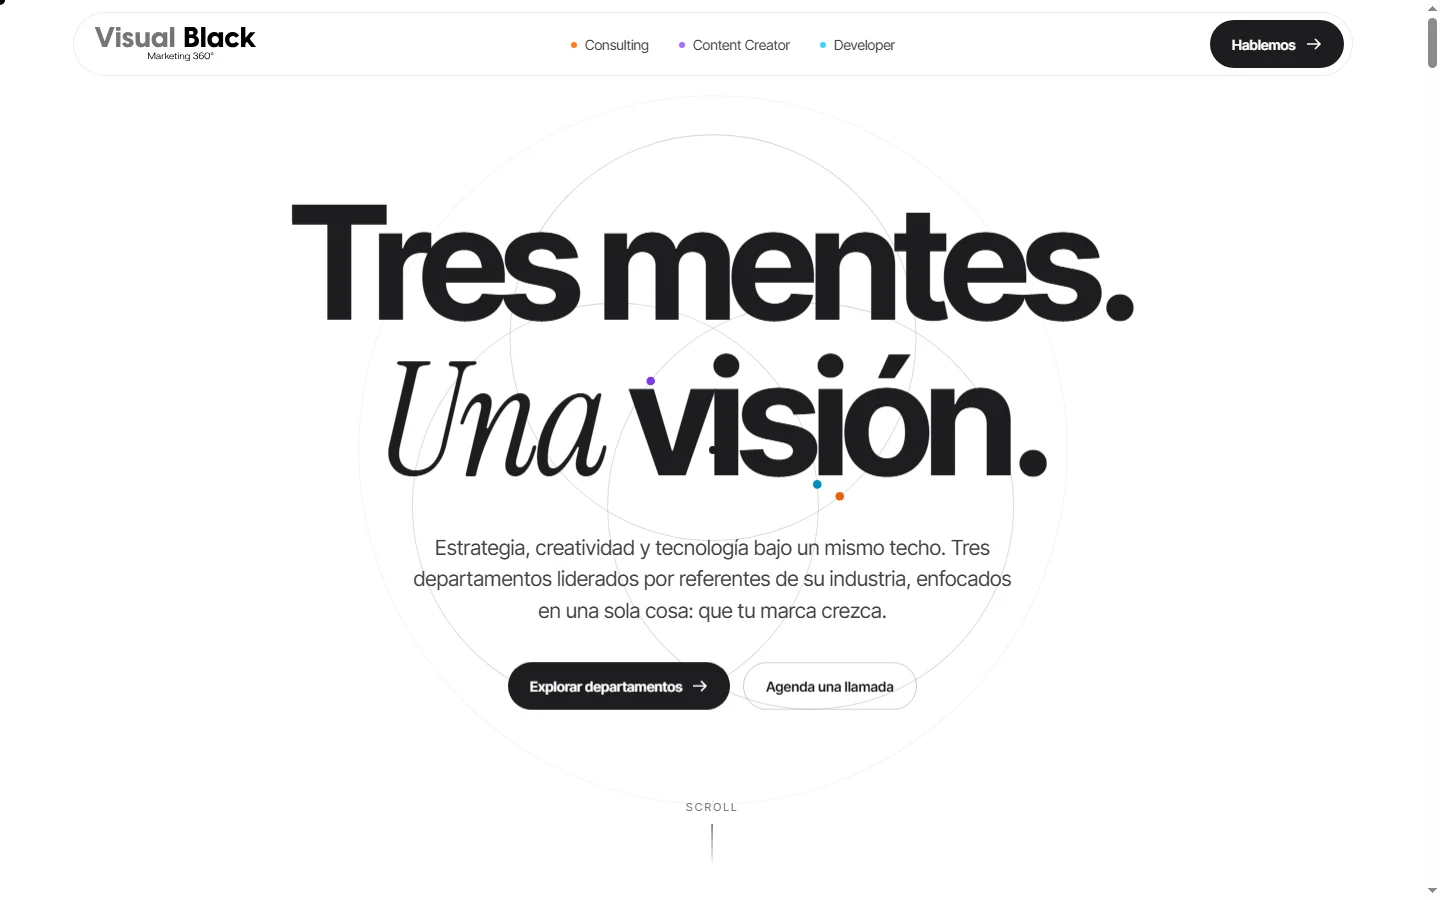 Visual Black
Marketing 360°
Consulting
Content Creator
Developer
Hablemos
Tres mentes.
Una visión.
Estrategia, creatividad y tecnología bajo un mismo techo. Tres
departamentos liderados por referentes de su industria, enfocados
en una sola cosa: que tu marca crezca.
Explorar departamentos
Agenda una llamada
SCROLL